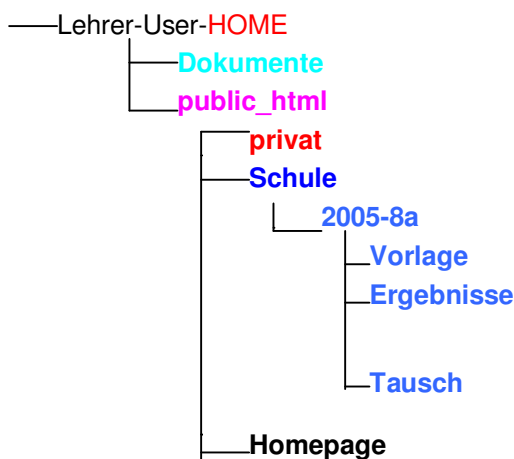 Lehrer-User-HOME
Dokumente
public_html
privat
Schule
2005-8a
Vorlage
Ergebnisse
Tausch
Homepage